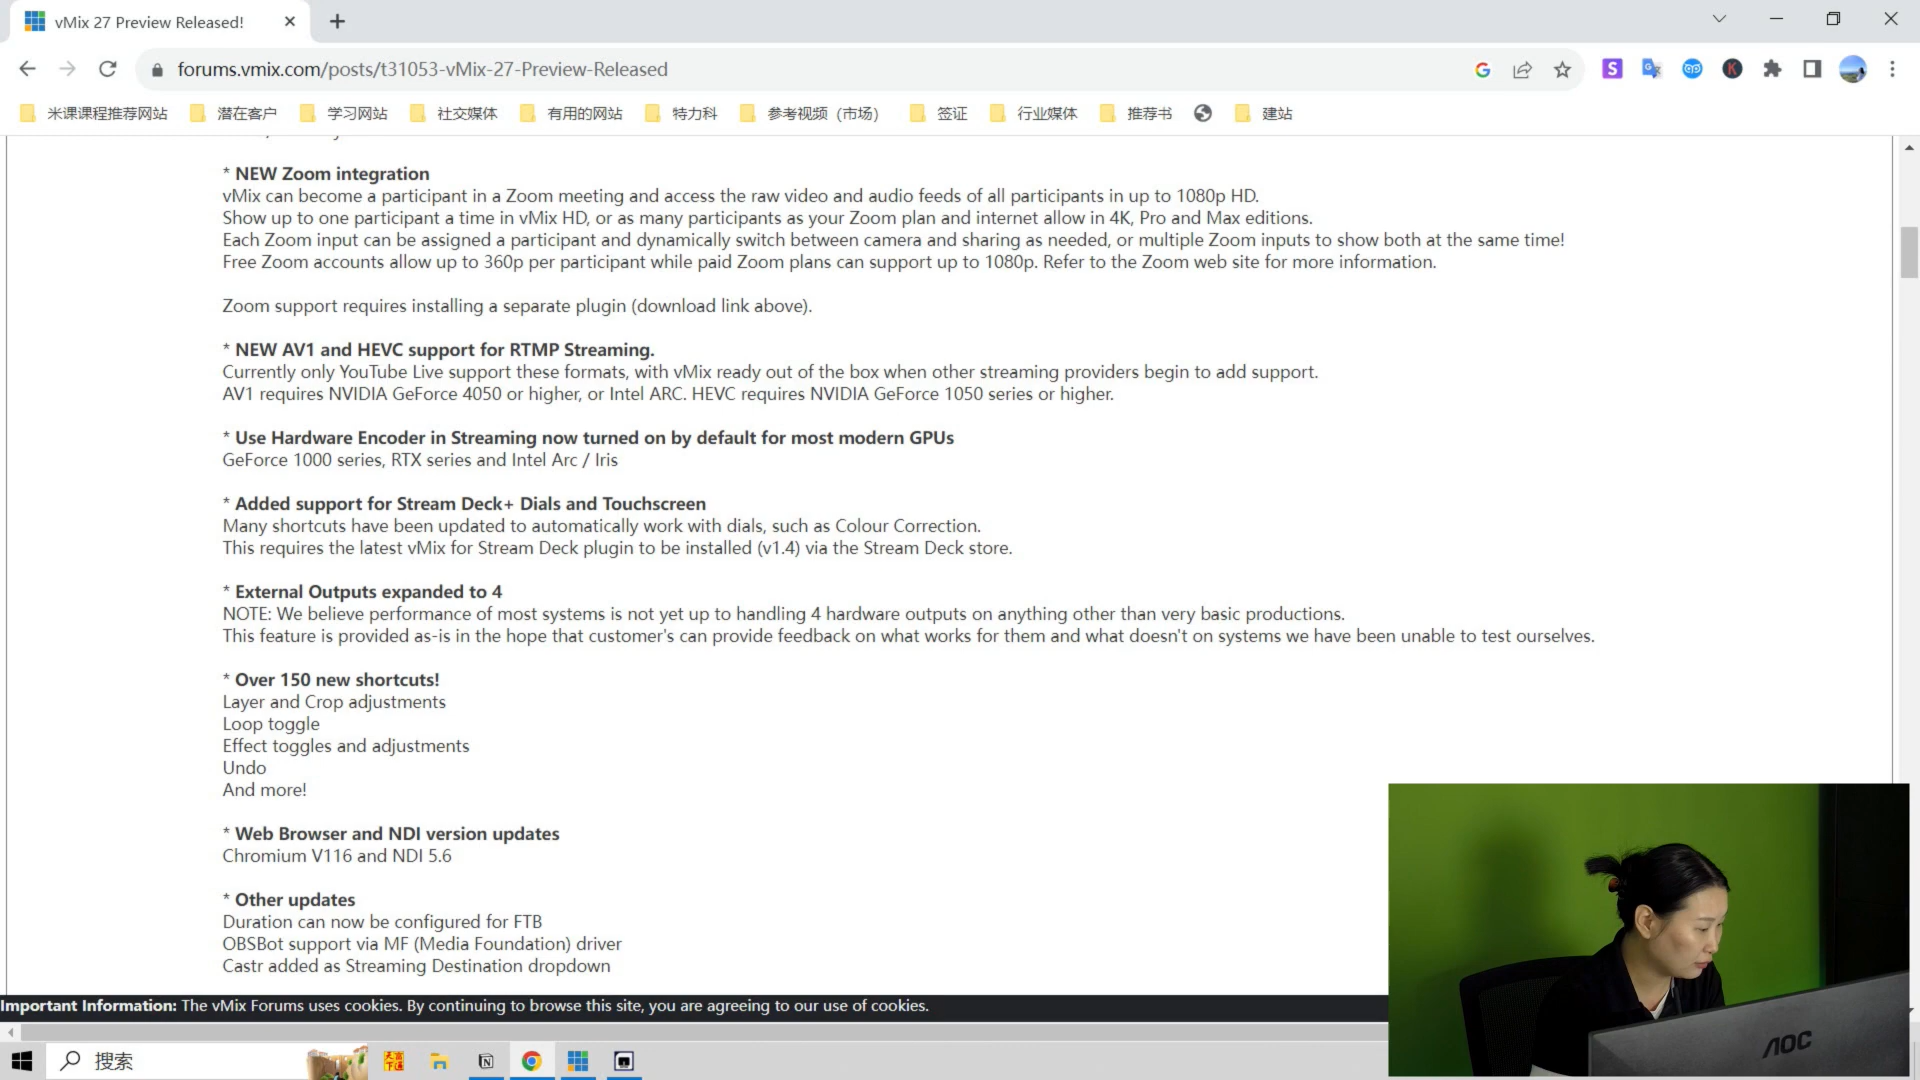 vMix 27 Preview Released!
forums.vmix.com/posts/t31053-vMix-27-Preview-Released
米课课程推荐网站 潜在客户 学习网站 社交媒体 有用的网站 特力科 参考视频（市场） 签证 行业媒体 推荐书 建站
* NEW Zoom integration
vMix can become a participant in a Zoom meeting and access the raw video and audio feeds of all participants in up to 1080p HD.
Show up to one participant a time in vMix HD, or as many participants as your Zoom plan and internet allow in 4K, Pro and Max editions.
Each Zoom input can be assigned a participant and dynamically switch between camera and sharing as needed, or multiple Zoom inputs to show both at the same time!
Free Zoom accounts allow up to 360p per participant while paid Zoom plans can support up to 1080p. Refer to the Zoom web site for more information.
Zoom support requires installing a separate plugin (download link above).
* NEW AV1 and HEVC support for RTMP Streaming.
Currently only YouTube Live support these formats, with vMix ready out of the box when other streaming providers begin to add support.
AV1 requires NVIDIA GeForce 4050 or higher, or Intel ARC. HEVC requires NVIDIA GeForce 1050 series or higher.
* Use Hardware Encoder in Streaming now turned on by default for most modern GPUs
GeForce 1000 series, RTX series and Intel Arc / Iris
* Added support for Stream Deck+ Dials and Touchscreen
Many shortcuts have been updated to automatically work with dials, such as Colour Correction.
This requires the latest vMix for Stream Deck plugin to be installed (v1.4) via the Stream Deck store.
* External Outputs expanded to 4
NOTE: We believe performance of most systems is not yet up to handling 4 hardware outputs on anything other than very basic productions.
This feature is provided as-is in the hope that customer's can provide feedback on what works for them and what doesn't on systems we have been unable to test ourselves.
* Over 150 new shortcuts!
Layer and Crop adjustments
Loop toggle
Effect toggles and adjustments
Undo
And more!
* Web Browser and NDI version updates
Chromium V116 and NDI 5.6
* Other updates
Duration can now be configured for FTB
OBSBot support via MF (Media Foundation) driver
Castr added as Streaming Destination dropdown
Important Information: The vMix Forums uses cookies. By continuing to browse this site, you are agreeing to our use of cookies.
搜索
AOC